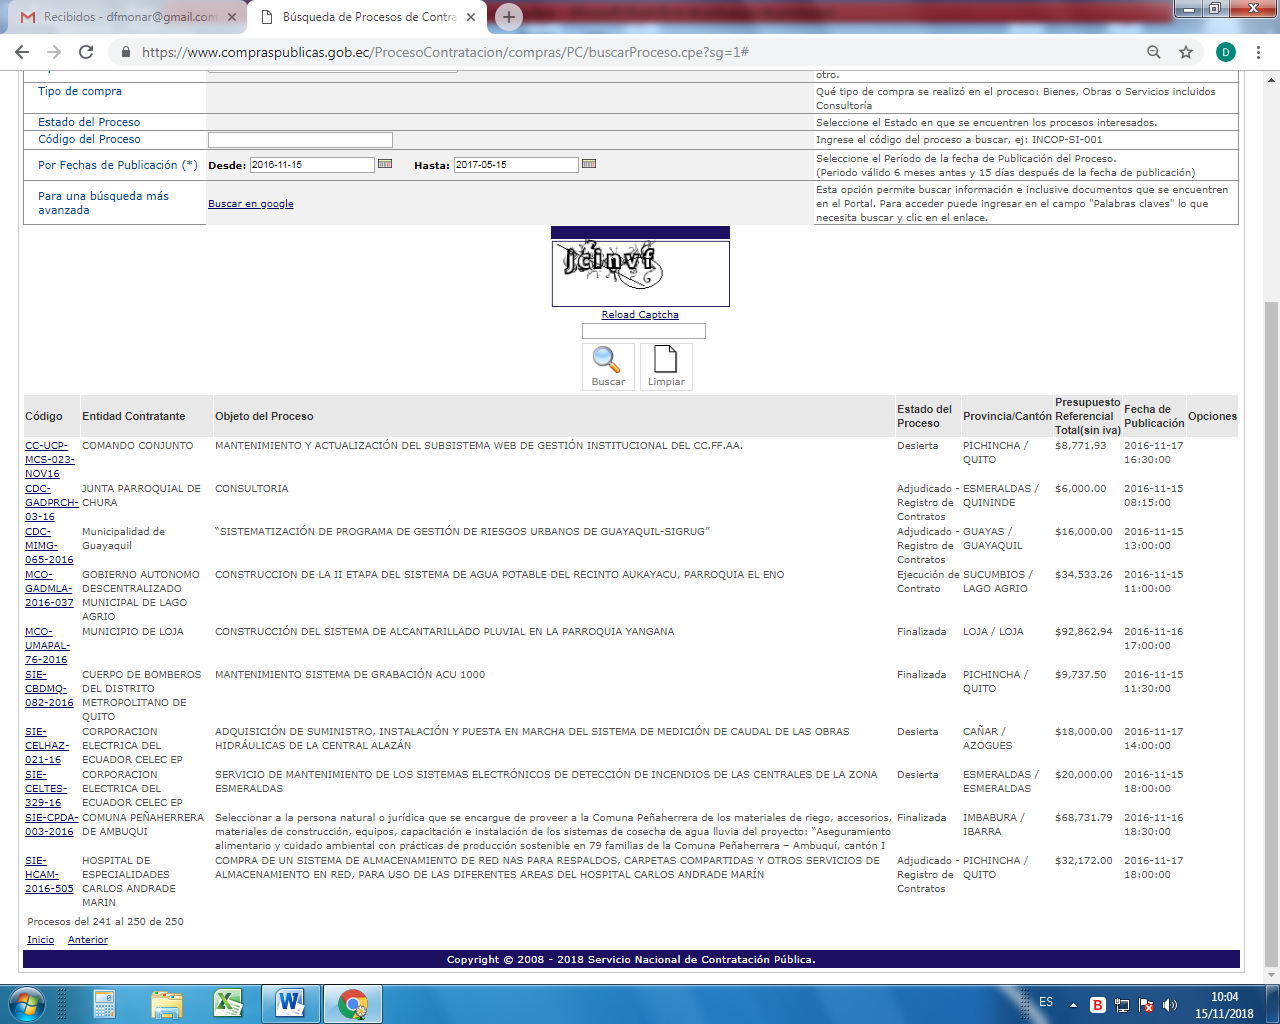 Recibidos - dfmonar@gmail.com
Búsqueda de Procesos de Contra
https://www.compraspublicas.gob.ec/ProcesoContratacion/compras/PC/buscarProceso.cpe?sg=1#
D
otro.
Tipo de compra
Qué tipo de compra se realizó en el proceso: Bienes, Obras o Servicios incluidos
Consultoría
Estado del Proceso
Seleccione el Estado en que se encuentren los procesos interesados.
Código del Proceso
Ingrese el código del proceso a buscar, ej: INCOP-SI-001
Por Fechas de Publicación (*) Desde: 2016-11-15 Hasta: 2017-05-15
Seleccione el Período de la fecha de Publicación del Proceso.
(Periodo válido 6 meses antes y 15 días después de la fecha de publicación)
Para una búsqueda más
avanzada
Buscar en google
Esta opción permite buscar información e inclusive documentos que se encuentren
en el Portal. Para acceder puede ingresar en el campo "Palabras claves" lo que
necesita buscar y clic en el enlace.
jcinvf
Reload Captcha
Buscar Limpiar
Código Entidad Contratante Objeto del Proceso Estado del Proceso Provincia/Cantón Presupuesto Referencial Total(sin iva) Fecha de Publicación Opciones
CC-UCP- COMANDO CONJUNTO MANTENIMIENTO Y ACTUALIZACIÓN DEL SUBSISTEMA WEB DE GESTIÓN INSTITUCIONAL DEL CC.FF.AA. Desierta PICHINCHA / $8,771.93 2016-11-17
MCS-023- QUITO 16:30:00
NOV16
CDC- JUNTA PARROQUIAL DE CONSULTORIA Adjudicado - ESMERALDAS / $6,000.00 2016-11-15
GADPRCH- CHURA Registro de QUININDE 08:15:00
03-16 Contratos
CDC- Municipalidad de “SISTEMATIZACIÓN DE PROGRAMA DE GESTIÓN DE RIESGOS URBANOS DE GUAYAQUIL-SIGRUG” Adjudicado - GUAYAS / $16,000.00 2016-11-15
MIMG- Guayaquil Registro de GUAYAQUIL 13:00:00
065-2016 Contratos
MCO- GOBIERNO AUTONOMO CONSTRUCCION DE LA II ETAPA DEL SISTEMA DE AGUA POTABLE DEL RECINTO AUKAYACU, PARROQUIA EL ENO Ejecución de SUCUMBIOS / $34,533.26 2016-11-15
GADMLA- DESCENTRALIZADO Contrato LAGO AGRIO 11:00:00
2016-037 MUNICIPAL DE LAGO
AGRIO
MCO- MUNICIPIO DE LOJA CONSTRUCCIÓN DEL SISTEMA DE ALCANTARILLADO PLUVIAL EN LA PARROQUIA YANGANA Finalizada LOJA / LOJA $92,862.94 2016-11-16
UMAPAL- 17:00:00
76-2016
SIE- CUERPO DE BOMBEROS MANTENIMIENTO SISTEMA DE GRABACIÓN ACU 1000 Finalizada PICHINCHA / $9,737.50 2016-11-15
CBDMQ- DEL DISTRITO QUITO 11:30:00
082-2016 METROPOLITANO DE
QUITO
SIE- CORPORACION ADQUISICIÓN DE SUMINISTRO, INSTALACIÓN Y PUESTA EN MARCHA DEL SISTEMA DE MEDICIÓN DE CAUDAL DE LAS OBRAS Desierta CAÑAR / $18,000.00 2016-11-17
CELHAZ- ELECTRICA DEL HIDRÁULICAS DE LA CENTRAL ALAZÁN AZOGUES 14:00:00
021-16 ECUADOR CELEC EP
SIE- CORPORACION SERVICIO DE MANTENIMIENTO DE LOS SISTEMAS ELECTRÓNICOS DE DETECCIÓN DE INCENDIOS DE LAS CENTRALES DE LA ZONA Desierta ESMERALDAS / $20,000.00 2016-11-15
CELTES- ELECTRICA DEL ESMERALDAS ESMERALDAS 18:00:00
329-16 ECUADOR CELEC EP
SIE-CPDA- COMUNA PEÑAHERRERA Seleccionar a la persona natural o jurídica que se encargue de proveer a la Comuna Peñaherrera de los materiales de riego, accesorios, Finalizada IMBABURA / $68,731.79 2016-11-16
003-2016 DE AMBUQUI materiales de construcción, equipos, capacitación e instalación de los sistemas de cosecha de agua lluvia del proyecto: “Aseguramiento IBARRA 18:30:00
alimentario y cuidado ambiental con prácticas de producción sostenible en 79 familias de la Comuna Peñaherrera – Ambuquí, cantón I
SIE- HOSPITAL DE COMPRA DE UN SISTEMA DE ALMACENAMIENTO DE RED NAS PARA RESPALDOS, CARPETAS COMPARTIDAS Y OTROS SERVICIOS DE Adjudicado - PICHINCHA / $32,172.00 2016-11-17
HCAM- ESPECIALIDADES ALMACENAMIENTO EN RED, PARA USO DE LAS DIFERENTES AREAS DEL HOSPITAL CARLOS ANDRADE MARÍN Registro de QUITO 18:00:00
2016-505 CARLOS ANDRADE Contratos
MARIN
Procesos del 241 al 250 de 250
Inicio Anterior
Copyright © 2008 - 2018 Servicio Nacional de Contratación Pública.
ES
B
10:04
15/11/2018